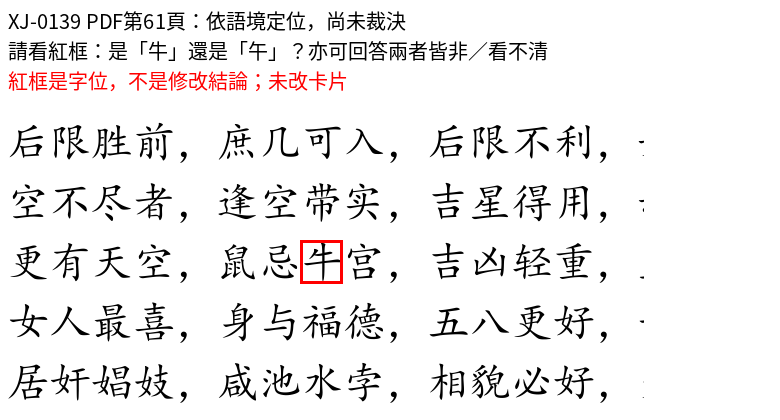 XJ-0139 PDF第61頁：依語境定位，尚未裁決
請看紅框：是「牛」還是「午」？亦可回答兩者皆非／看不清
紅框是字位，不是修改結論；未改卡片
后限胜前，庶几可入，后限不利，
空不尽者，逢空带实，吉星得用，
更有天空，鼠忌牛宫，吉凶轻重，
女人最喜，身与福德，五八更好，
居奸娼妓，咸池水孛，相貌必好，